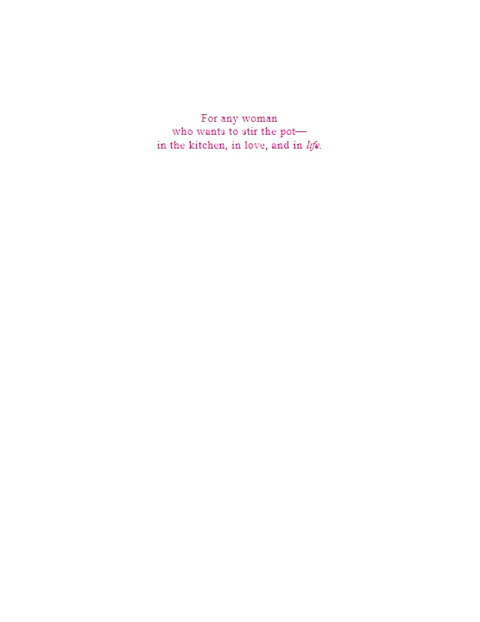 For any woman
who wants to stir the pot—
in the kitchen, in love, and in life.